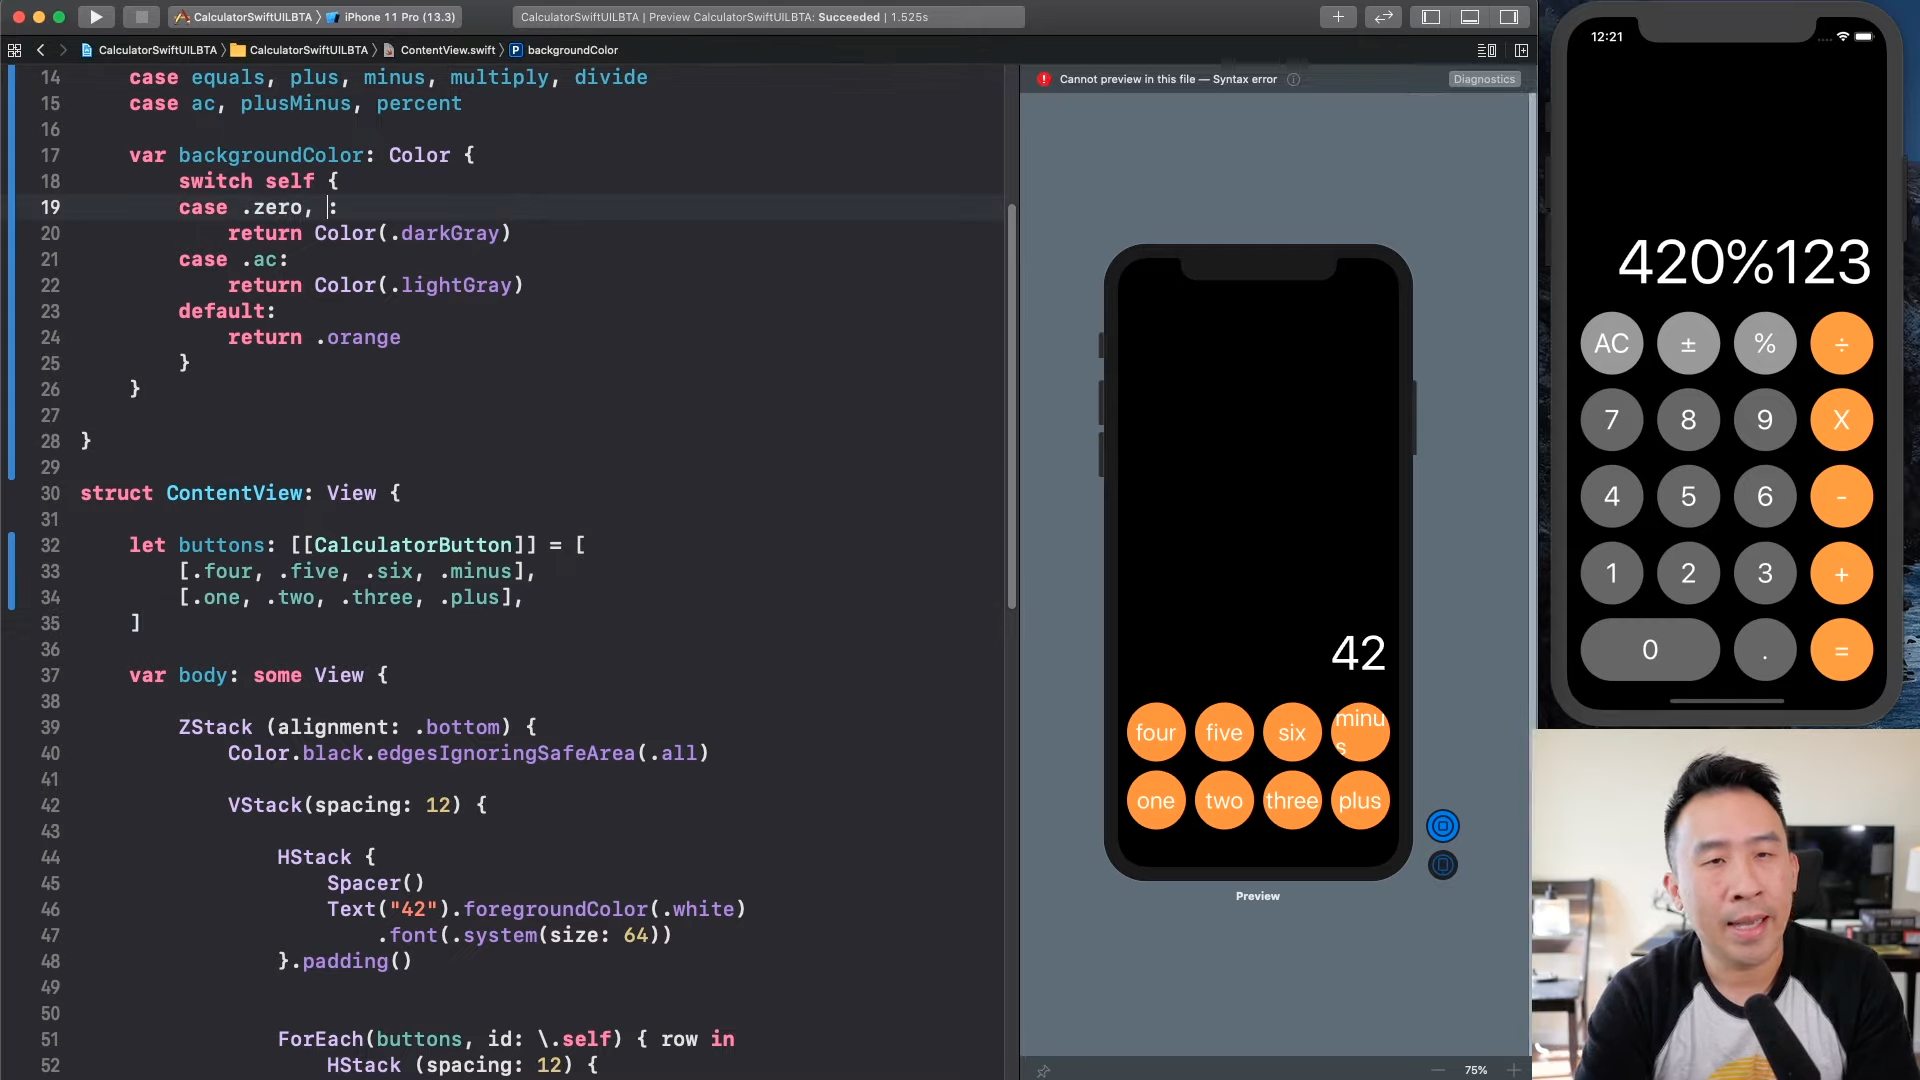 CalculatorSwiftUILBTA
iPhone 11 Pro (13.3)
CalculatorSwiftUILBTA | Preview CalculatorSwiftUILBTA: Succeeded | 1.525s
CalculatorSwiftUILBTA
CalculatorSwiftUILBTA
ContentView.swift
P backgroundColor
14 case equals, plus, minus, multiply, divide
15 case ac, plusMinus, percent
16
17 var backgroundColor: Color {
18 switch self {
19 case .zero, :
20 return Color(.darkGray)
21 case .ac:
22 return Color(.lightGray)
23 default:
24 return .orange
25 }
26 }
27
28 }
29
30 struct ContentView: View {
31
32 let buttons: [[CalculatorButton]] = [
33 [.four, .five, .six, .minus],
34 [.one, .two, .three, .plus],
35 ]
36
37 var body: some View {
38
39 ZStack (alignment: .bottom) {
40 Color.black.edgesIgnoringSafeArea(.all)
41
42 VStack(spacing: 12) {
43
44 HStack {
45 Spacer()
46 Text("42").foregroundColor(.white)
47 .font(.system(size: 64))
48 }.padding()
49
50
51 ForEach(buttons, id: \.self) { row in
52 HStack (spacing: 12) {
Cannot preview in this file — Syntax error
Diagnostics
42
four five six minu
s
one two three plus
Preview
75%
12:21
420%123
AC ± % ÷
7 8 9 X
4 5 6 -
1 2 3 +
0 . =